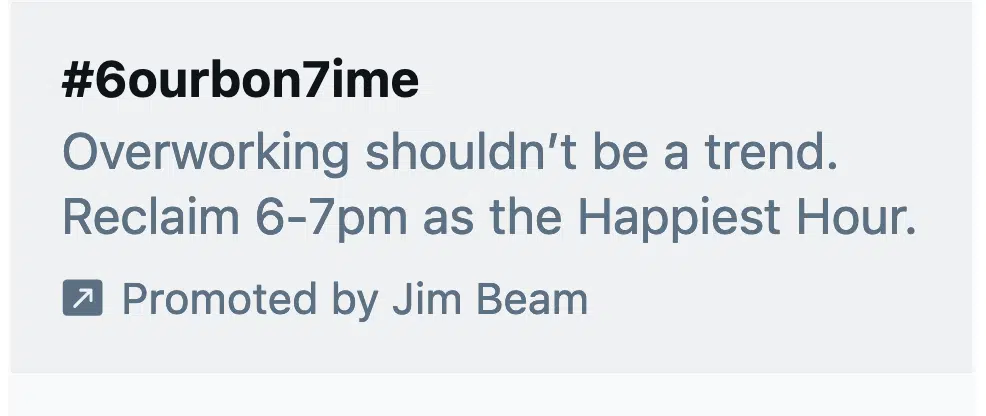 #6ourbon7ime
Overworking shouldn’t be a trend.
Reclaim 6-7pm as the Happiest Hour.
Promoted by Jim Beam